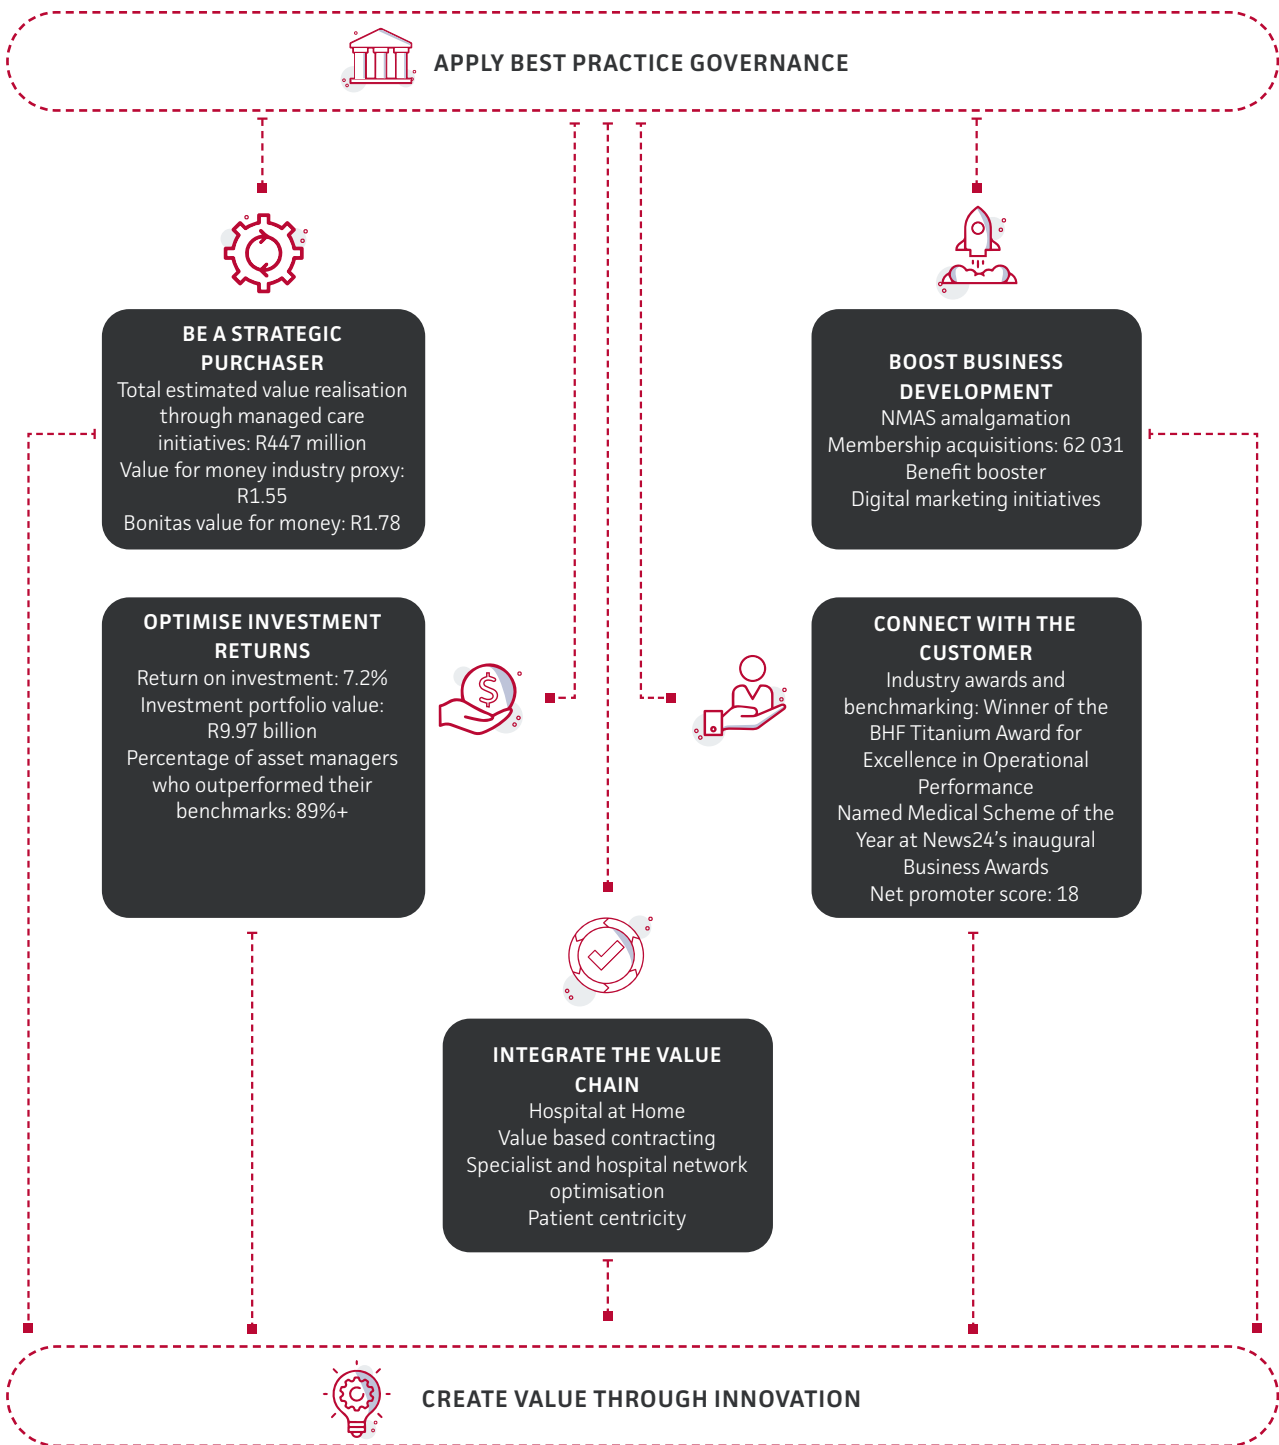 APPLY BEST PRACTICE GOVERNANCE
BE A STRATEGIC
PURCHASER
Total estimated value realisation
through managed care
initiatives: R447 million
Value for money industry proxy:
R1.55
Bonitas value for money: R1.78
BOOST BUSINESS
DEVELOPMENT
NMAS amalgamation
Membership acquisitions: 62 031
Benefit booster
Digital marketing initiatives
OPTIMISE INVESTMENT
RETURNS
Return on investment: 7.2%
Investment portfolio value:
R9.97 billion
Percentage of asset managers
who outperformed their
benchmarks: 89%+
$
CONNECT WITH THE
CUSTOMER
Industry awards and
benchmarking: Winner of the
BHF Titanium Award for
Excellence in Operational
Performance
Named Medical Scheme of the
Year at News24’s inaugural
Business Awards
Net promoter score: 18
INTEGRATE THE VALUE
CHAIN
Hospital at Home
Value based contracting
Specialist and hospital network
optimisation
Patient centricity
CREATE VALUE THROUGH INNOVATION